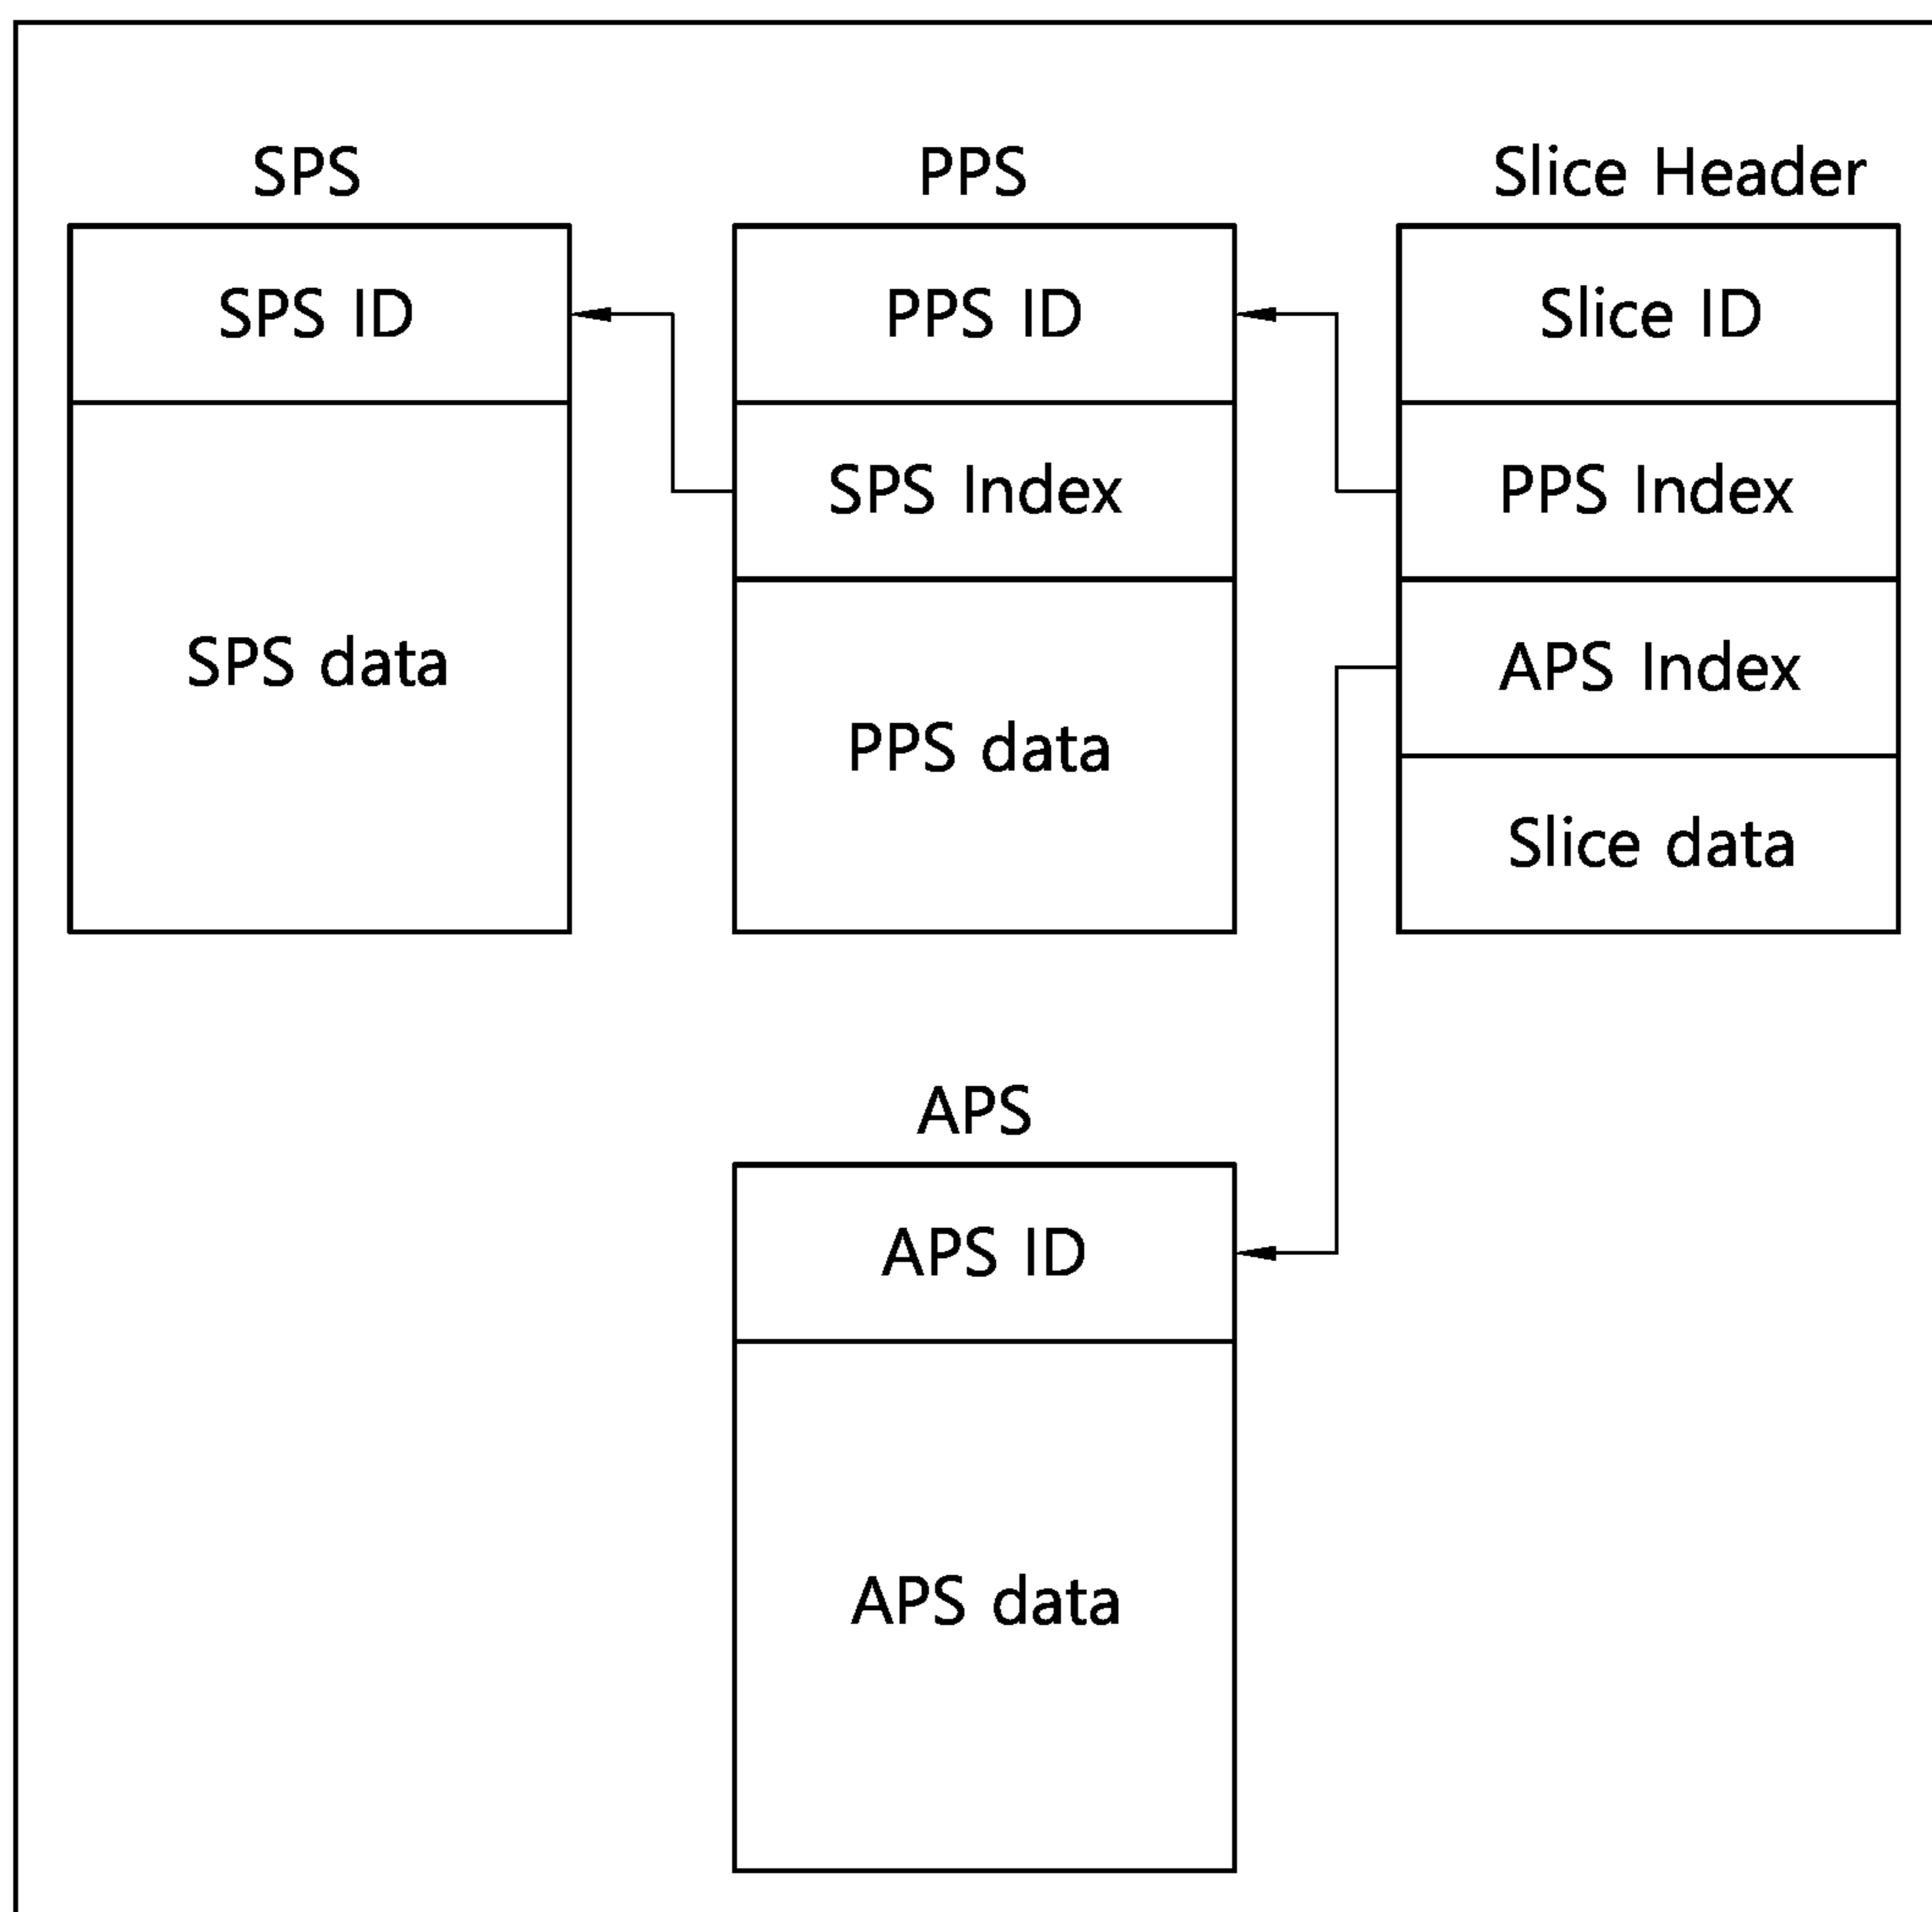 SPS
SPS ID
SPS data
PPS
PPS ID
SPS Index
PPS data
Slice Header
Slice ID
PPS Index
APS Index
Slice data
APS
APS ID
APS data